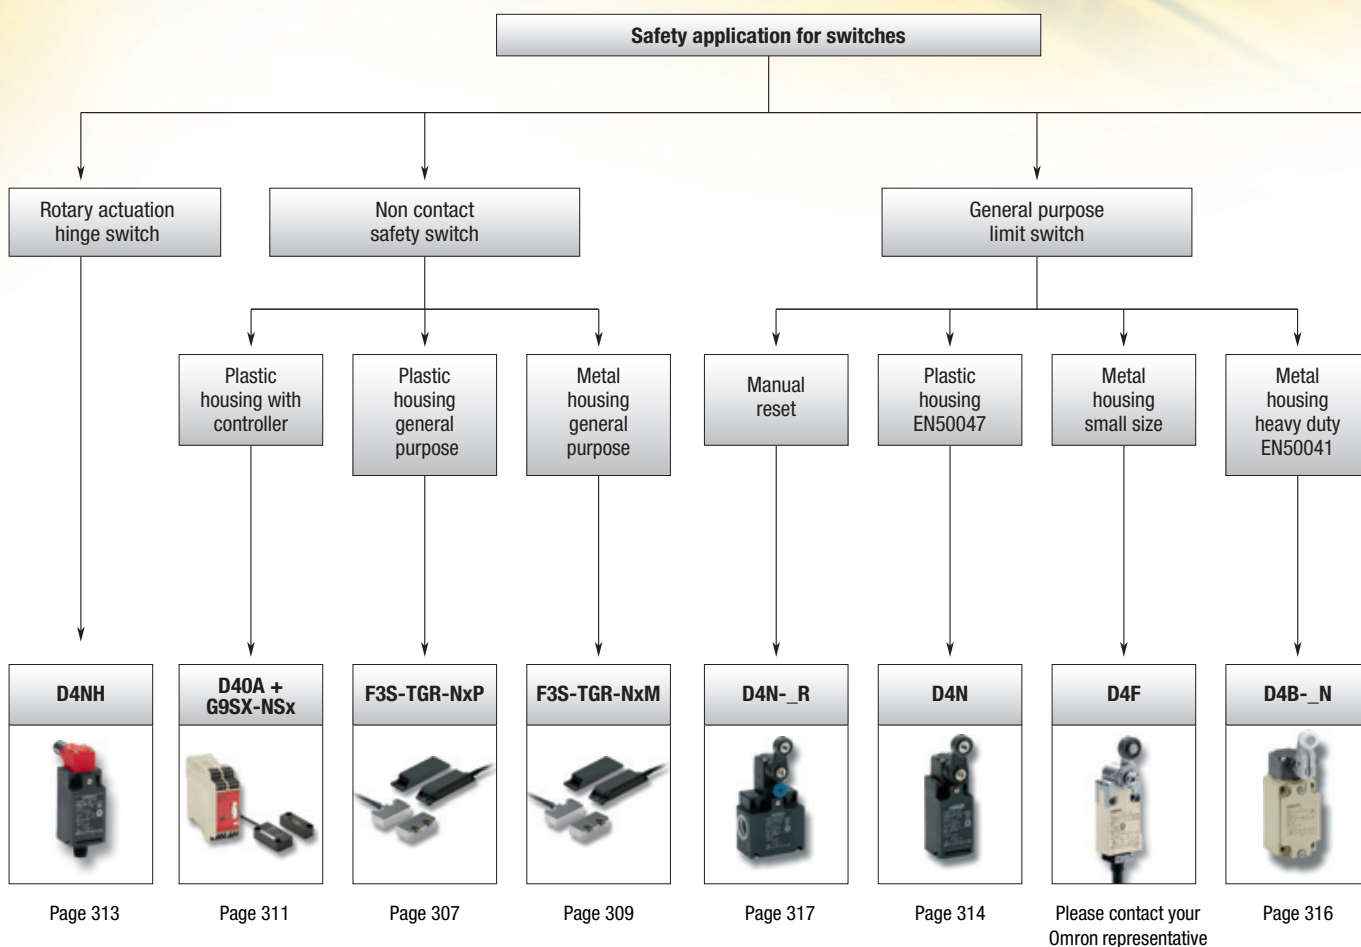 Safety application for switches
Rotary actuation
hinge switch
Non contact
safety switch
General purpose
limit switch
Plastic
housing with
controller
Plastic
housing
general
purpose
Metal
housing
general
purpose
Manual
reset
Plastic
housing
EN50047
Metal
housing
small size
Metal
housing
heavy duty
EN50041
D4NH
D40A +
G9SX-NSx
F3S-TGR-NxP
F3S-TGR-NxM
D4N-_R
D4N
D4F
D4B-_N
Page 313
Page 311
Page 307
Page 309
Page 317
Page 314
Please contact your
Omron representative
Page 316